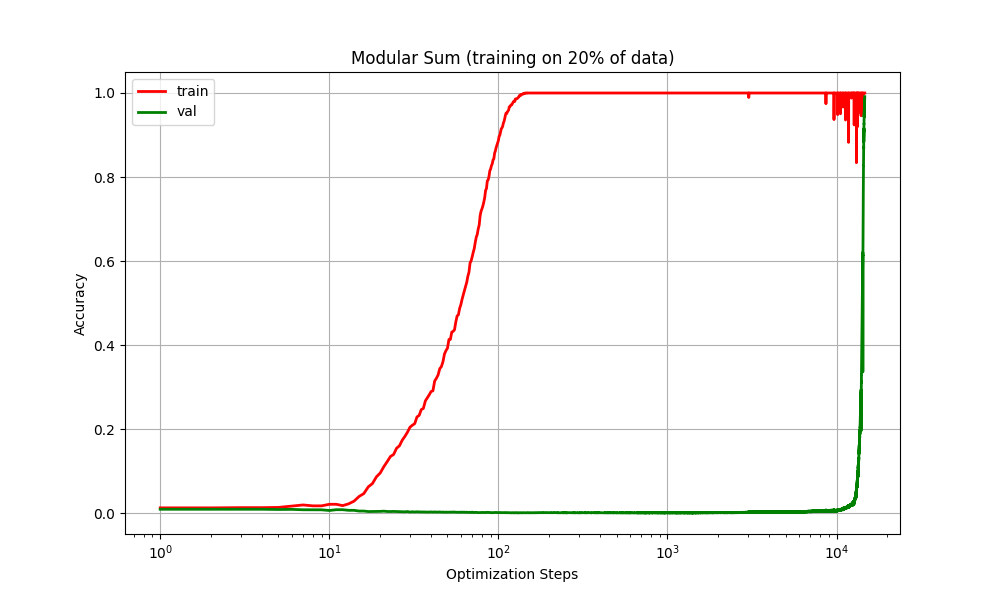 Modular Sum (training on 20% of data)
train
val
1.0
0.8
0.6
0.4
0.2
0.0
Accuracy
10⁰
10¹
10²
10³
10⁴
Optimization Steps